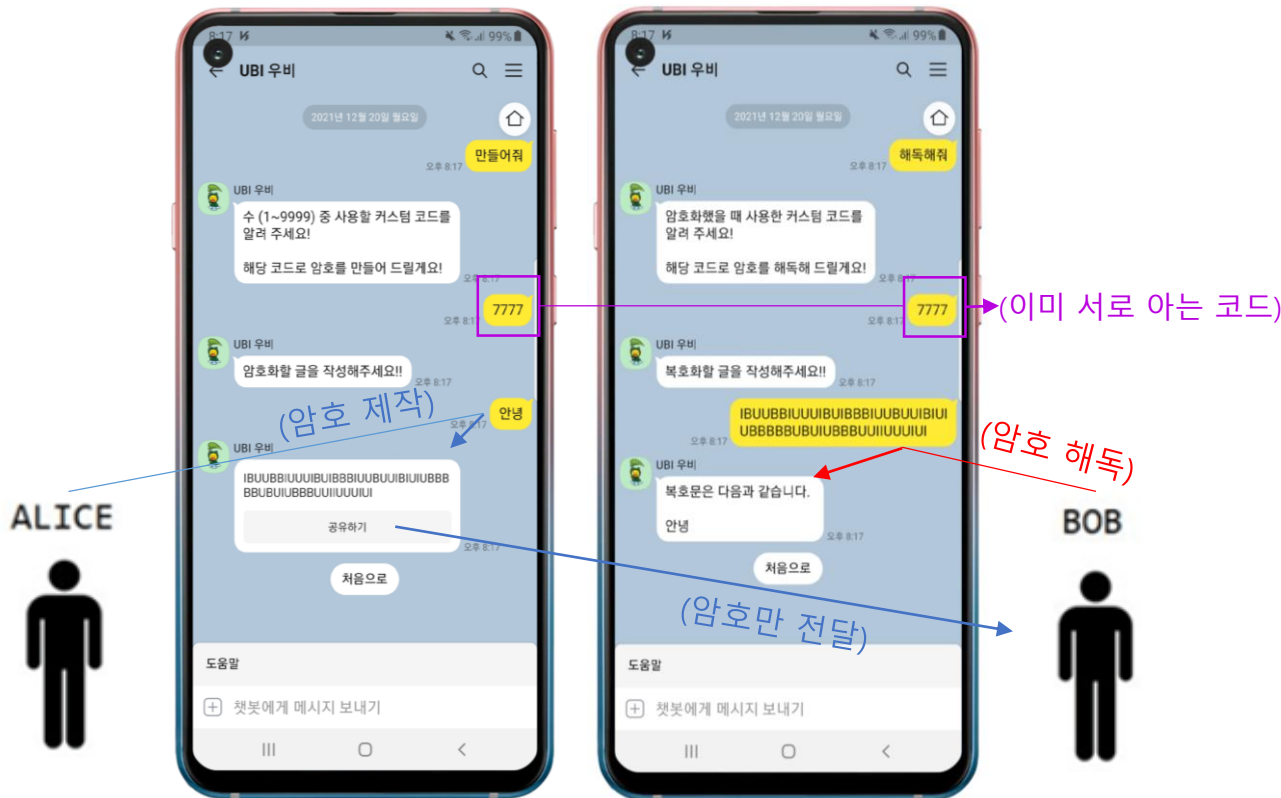 8:17
99%
UBI 우비
2021년 12월 20일 월요일
만들어줘
오후 8:17
UBI 우비
수 (1~9999) 중 사용할 커스텀 코드를
알려 주세요!
해당 코드로 암호를 만들어 드릴게요!
오후 8:17
7777
오후 8:17
UBI 우비
암호화할 글을 작성해주세요!!
오후 8:17
(암호 제작)
안녕
오후 8:17
UBI 우비
IBUUBBIUUUIBUIBBBIUUBUUIBIUIUBBB
BBUBUIUBBBUUIIUUUIUI
공유하기
오후 8:17
처음으로
도움말
챗봇에게 메시지 보내기
ALICE
8:17
99%
UBI 우비
2021년 12월 20일 월요일
해독해줘
오후 8:17
UBI 우비
암호화했을 때 사용한 커스텀 코드를
알려 주세요!
해당 코드로 암호를 해독해 드릴게요!
오후 8:17
7777
(이미 서로 아는 코드)
오후 8:17
UBI 우비
복호화할 글을 작성해주세요!!
오후 8:17
IBUUBBIUUUIBUIBBBIUUBUUIBIUI
UBBBBBUBUIUBBBUUIIUUUIUI
오후 8:17
(암호 해독)
UBI 우비
복호문은 다음과 같습니다.
안녕
오후 8:17
처음으로
(암호만 전달)
도움말
챗봇에게 메시지 보내기
BOB